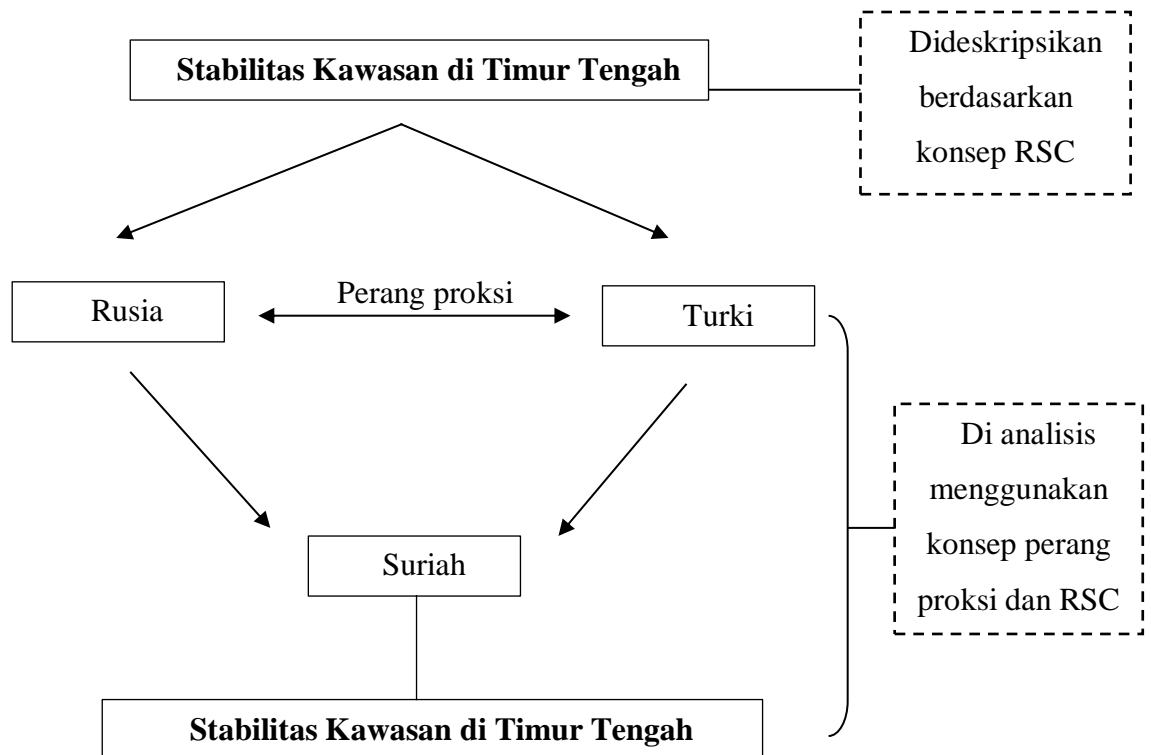 Stabilitas Kawasan di Timur Tengah
Dideskripsikan
berdasarkan
konsep RSC
Rusia
Perang proksi
Turki
Di analisis
menggunakan
konsep perang
proksi dan RSC
Suriah
Stabilitas Kawasan di Timur Tengah